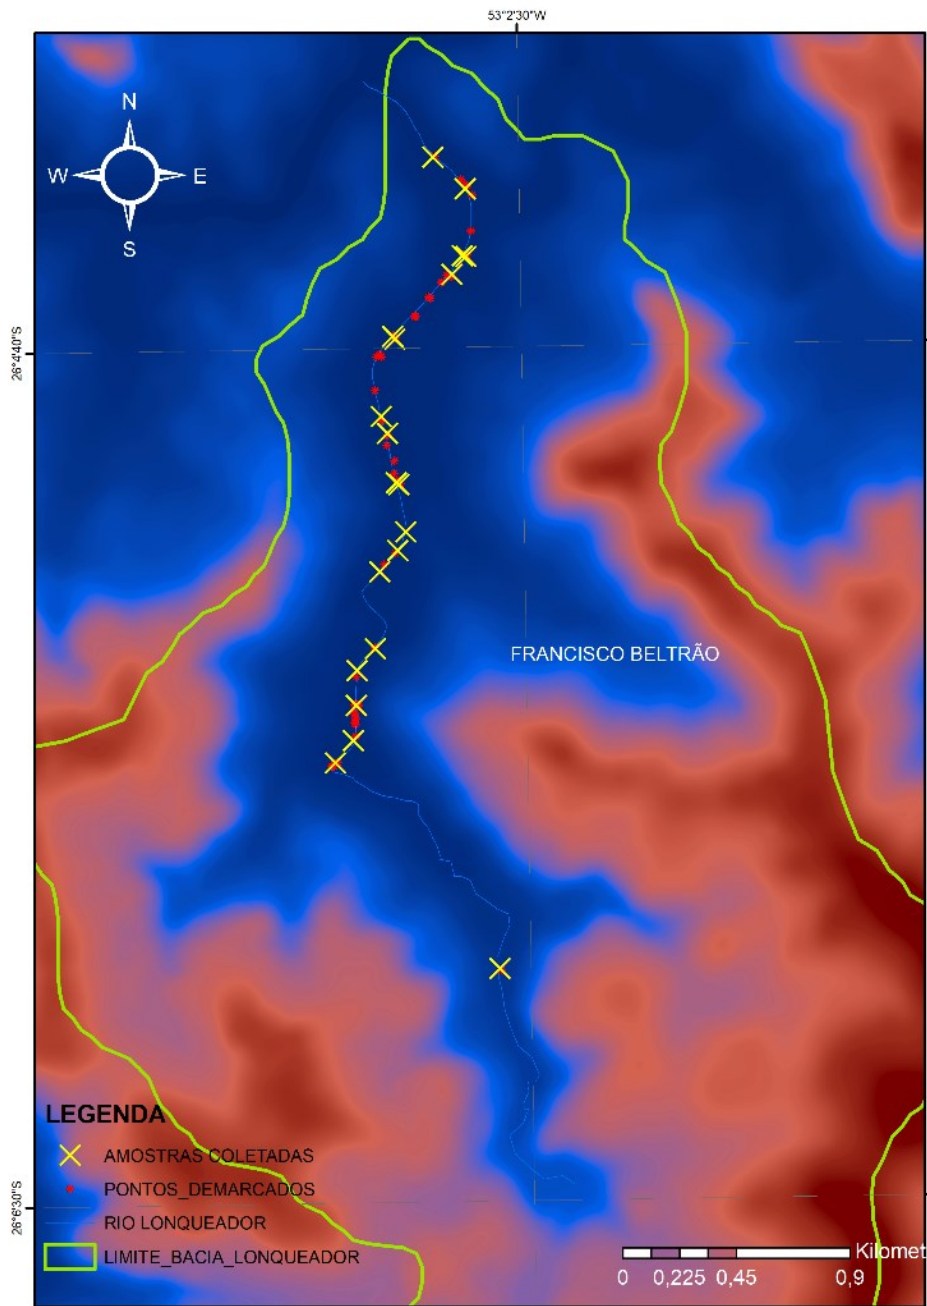 53°2'30"W
N
W
E
S
26°4'40"S
FRANCISCO BELTRÃO
LEGENDA
AMOSTRAS COLETADAS
PONTOS_DEMARCADOS
26°6'30"S
RIO LONQUEADOR
LIMITE_BACIA_LONQUEADOR
Kilomet
0 0,225 0,45 0,9